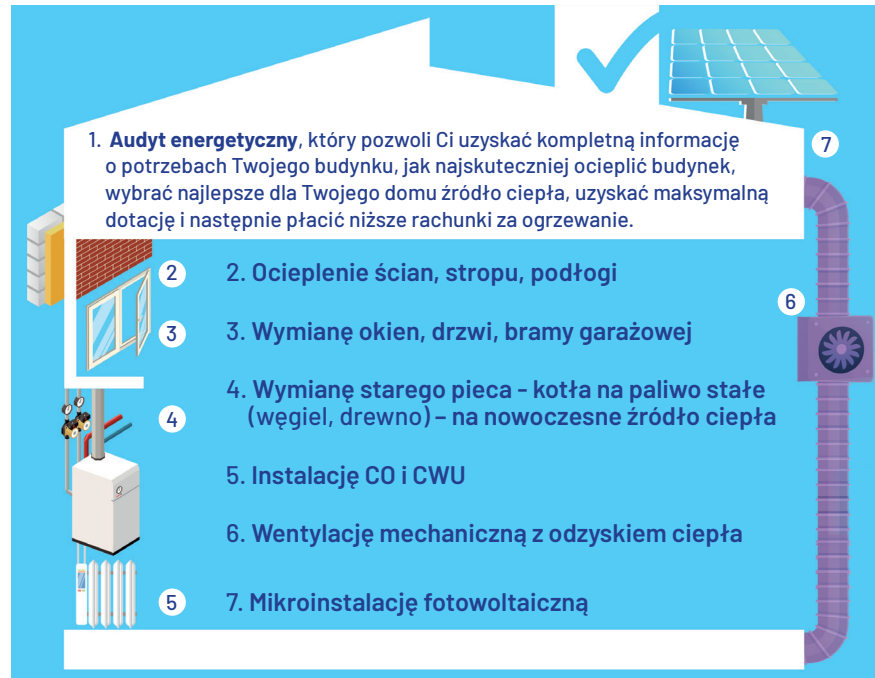 1. Audyt energetyczny, który pozwoli Ci uzyskać kompletną informację
o potrzebach Twojego budynku, jak najskuteczniej ocieplić budynek,
wybrać najlepsze dla Twojego domu źródło ciepła, uzyskać maksymalną
dotację i następnie płacić niższe rachunki za ogrzewanie.
7
2
2. Ocieplenie ścian, stropu, podłogi
6
3
3. Wymianę okien, drzwi, bramy garażowej
4
4. Wymianę starego pieca - kotła na paliwo stałe
(węgiel, drewno) – na nowoczesne źródło ciepła
5. Instalację CO i CWU
6. Wentylację mechaniczną z odzyskiem ciepła
5
7. Mikroinstalację fotowoltaiczną